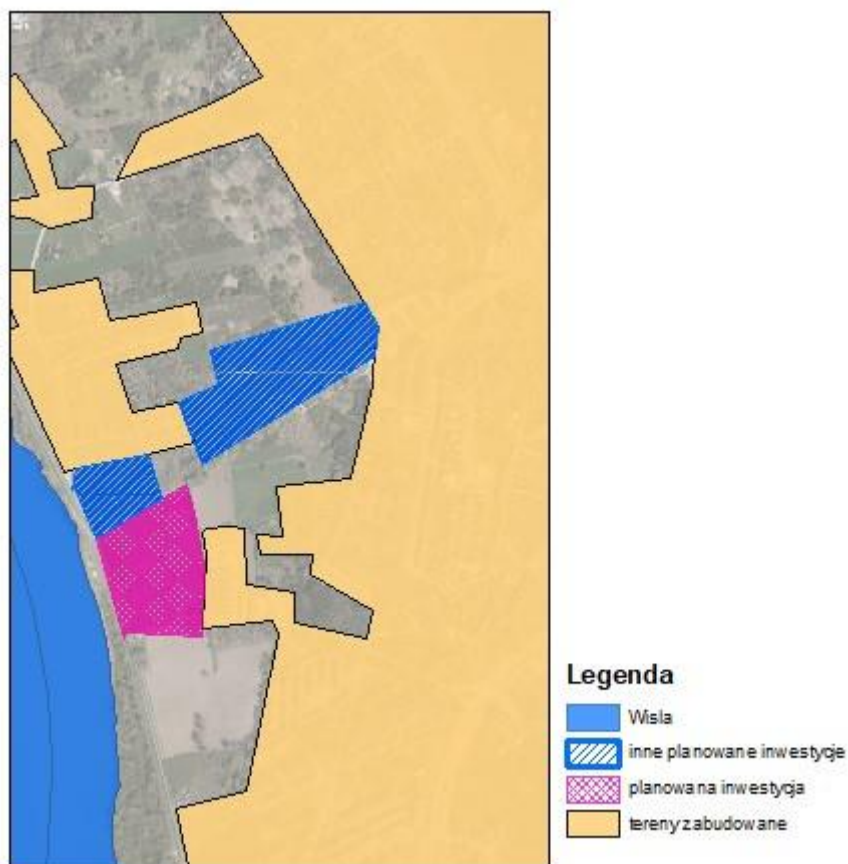 Legenda
Wisla
inne planowane inwestycje
planowana inwestycja
tereny zabudowane